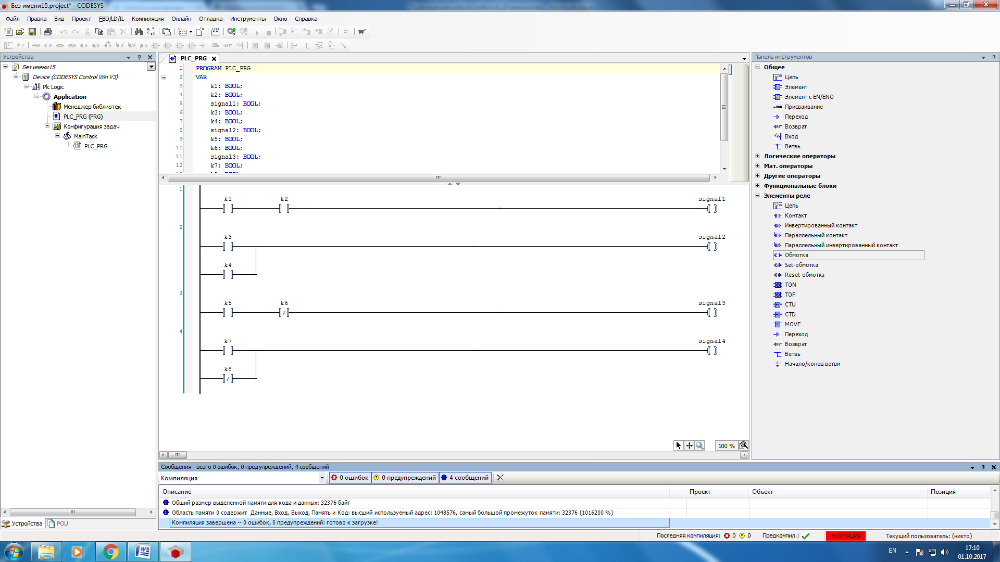 Без имени15.project* - CODESYS
Файл Правка Вид Проект FBD/LD/IL Компиляция Онлайн Отладка Инструменты Окно Справка
Устройства
Без имени15
Device (CODESYS Control Win V3)
Plc Logic
Application
Менеджер библиотек
PLC_PRG (PRG)
Конфигурация задач
MainTask
PLC_PRG
Устройства POU
PLC_PRG
1 PROGRAM PLC_PRG
2 VAR
3 k1: BOOL;
4 k2: BOOL;
5 signal1: BOOL;
6 k3: BOOL;
7 k4: BOOL;
8 signal2: BOOL;
9 k5: BOOL;
10 k6: BOOL;
11 signal3: BOOL;
12 k7: BOOL;
1
k1 k2 signal1
2
k3 signal2
k4
3
k5 k6 signal3
4
k7 signal4
k8
100 %
Панель инструментов
Общее
Цепь
Элемент
Элемент с EN/ENO
Присваивание
Переход
Возврат
Вход
Ветвь
Логические операторы
Мат. операторы
Другие операторы
Функциональные блоки
Элементы реле
Цепь
Контакт
Инвертированный контакт
Параллельный контакт
Параллельный инвертированный контакт
Обмотка
Set-обмотка
Reset-обмотка
TON
TOF
CTU
CTD
MOVE
Переход
Возврат
Ветвь
Начало/конец ветви
Сообщения - всего 0 ошибок, 0 предупреждений, 4 сообщений
Компиляция 0 ошибок 0 предупреждений 4 сообщений
Описание Проект Объект Позиция
Общий размер выделенной памяти для кода и данных: 32376 байт
Область памяти 0 содержит Данные, Вход, Выход, Память и Код: высший используемый адрес: 1048576, самый большой промежуток памяти: 32376 (1016200 %)
Компиляция завершена -- 0 ошибок, 0 предупреждений: готово к загрузке!
Последняя компиляция: 0 0 Предкомпил.: ЭМУЛЯЦИЯ Текущий пользователь: (никто)
EN
17:10
01.10.2017